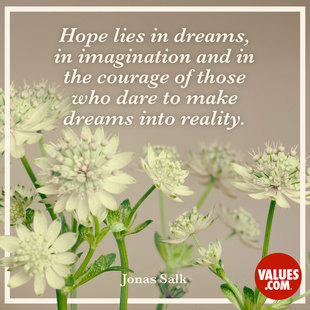 Hope lies in dreams,
in imagination and in
the courage of those
who dare to make
dreams into reality.
Jonas Salk
VALUES
.COM®